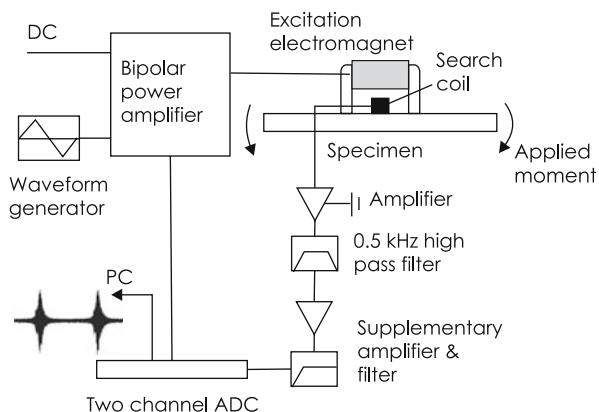 DC
Excitation
electromagnet
Bipolar
power
amplifier
Search
coil
Waveform
generator
Specimen
Applied
moment
Amplifier
0.5 kHz high
pass filter
PC
Supplementary
amplifier &
filter
Two channel ADC